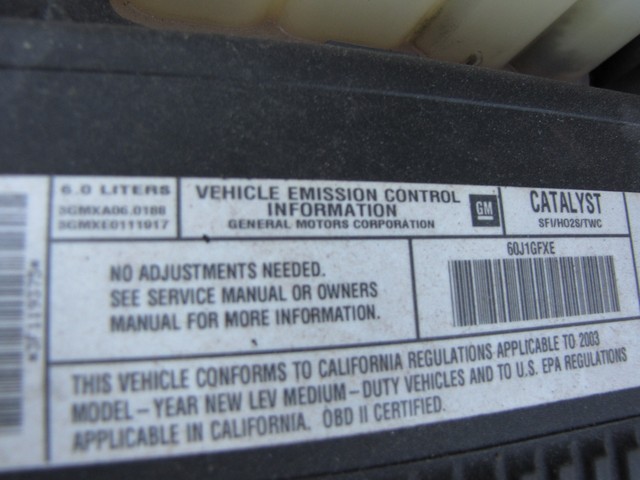 6.0 LITERS
3GMXA06.0188
3GMXE0111917
VEHICLE EMISSION CONTROL
INFORMATION
GENERAL MOTORS CORPORATION
GM
CATALYST
SFI/HO2S/TWC
NO ADJUSTMENTS NEEDED.
SEE SERVICE MANUAL OR OWNERS
MANUAL FOR MORE INFORMATION.
60J1GFXE
THIS VEHICLE CONFORMS TO CALIFORNIA REGULATIONS APPLICABLE TO 2003
MODEL-YEAR NEW LEV MEDIUM-DUTY VEHICLES AND TO U.S. EPA REGULATIONS
APPLICABLE IN CALIFORNIA. OBD II CERTIFIED.